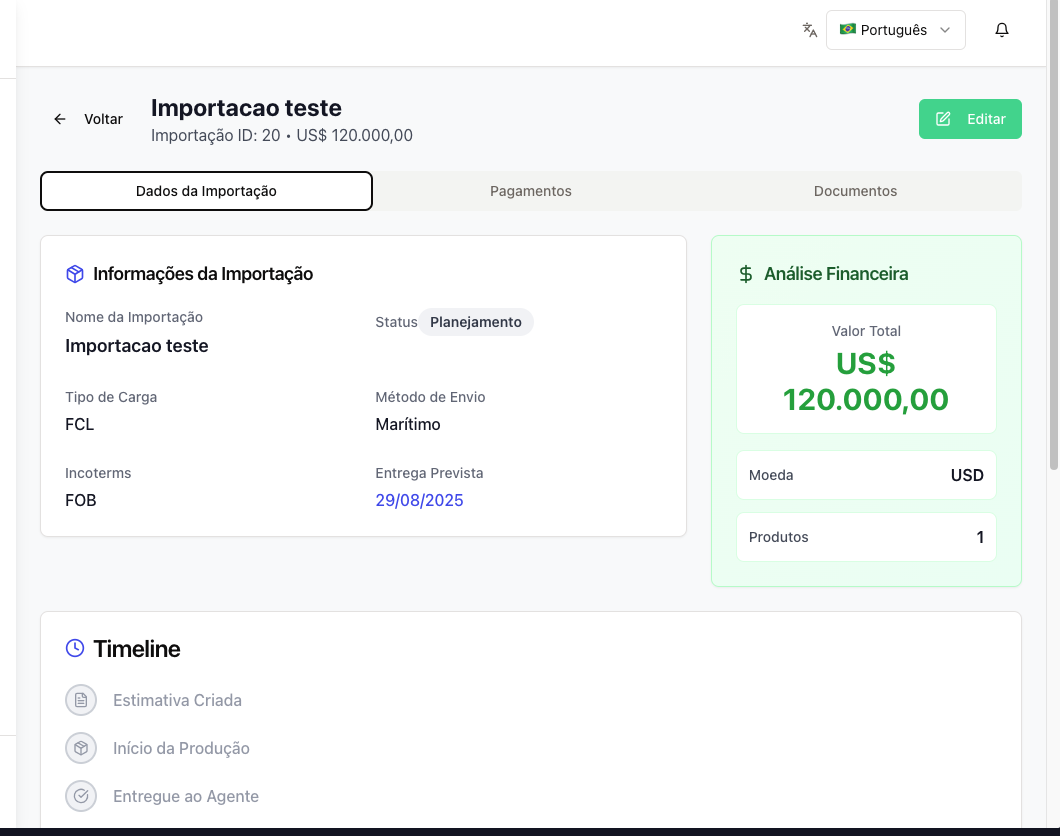 Português
Voltar
Importacao teste
Importação ID: 20 • US$ 120.000,00
Editar
Dados da Importação
Pagamentos
Documentos
Informações da Importação
Nome da Importação
Importacao teste
Status
Planejamento
Tipo de Carga
FCL
Método de Envio
Marítimo
Incoterms
FOB
Entrega Prevista
29/08/2025
Análise Financeira
Valor Total
US$
120.000,00
Moeda
USD
Produtos
1
Timeline
Estimativa Criada
Início da Produção
Entregue ao Agente